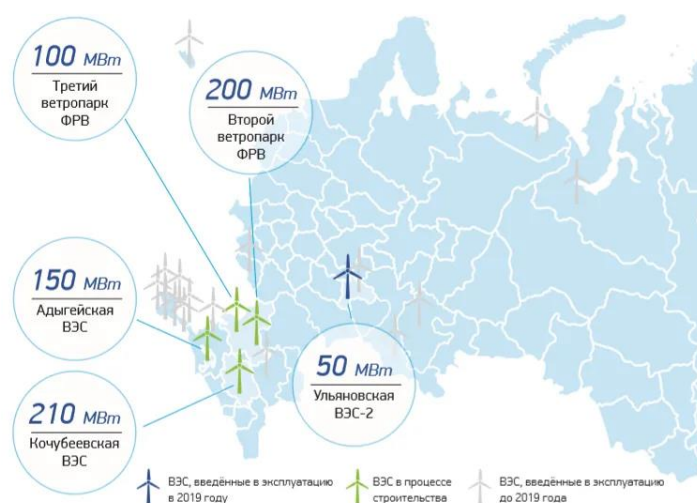 100 МВт
Третий
ветропарк
ФРВ
200 МВт
Второй
ветропарк
ФРВ
150 МВт
Адыгейская
ВЭС
210 МВт
Кочубеевская
ВЭС
50 МВт
Ульяновская
ВЭС-2
ВЭС, введённые в эксплуатацию
в 2019 году
ВЭС в процессе
строительства
ВЭС, введённые в эксплуатацию
до 2019 года